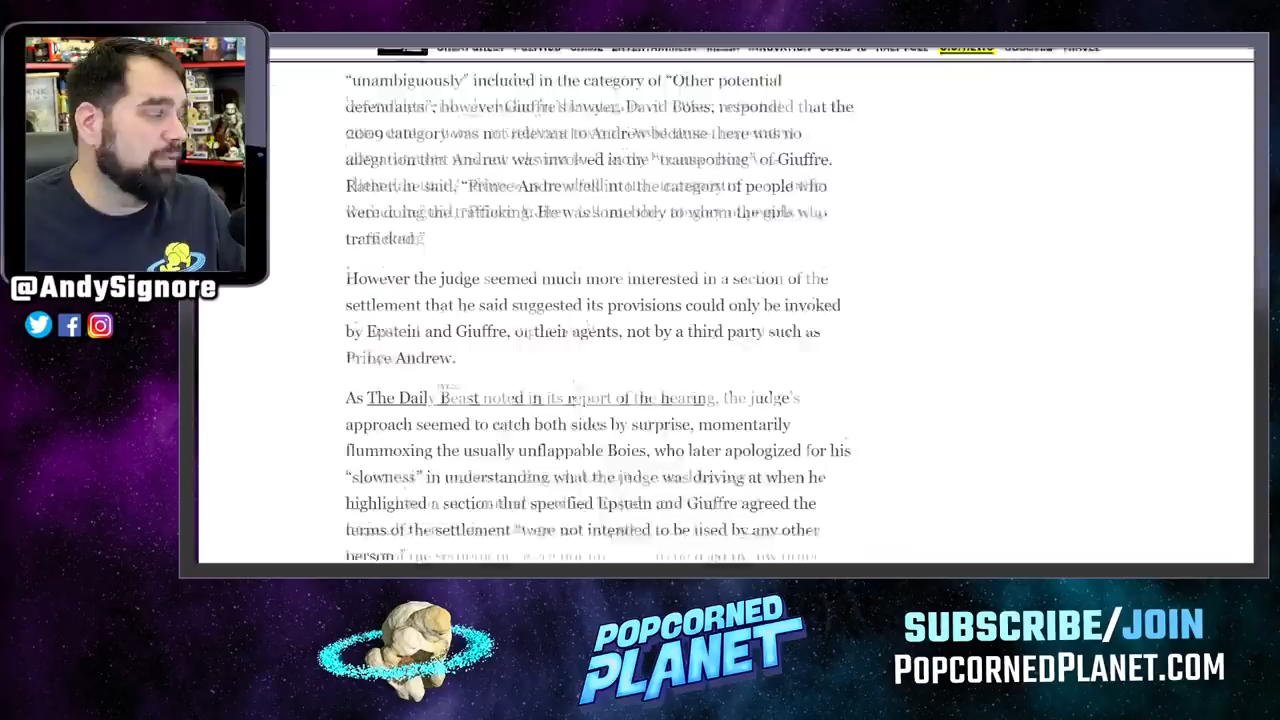 "unambiguously" included in the category of "Other potential
defendants"; however Giuffre's lawyer, David Boies, responded that the
2009 category was not relevant to Andrew because there was no
allegation that Andrew was involved in the "transporting" of Giuffre.
Rather, he said, "Prince Andrew fell into the category of people who
were doing the trafficking. He was somebody to whom the girls
trafficked."
However the judge seemed much more interested in a section of the
settlement that he said suggested its provisions could only be invoked
by Epstein and Giuffre, or their agents, not by a third party such as
Prince Andrew.
As The Daily Beast noted in its report of the hearing, the judge's
approach seemed to catch both sides by surprise, momentarily
flummoxing the usually unflappable Boies, who later apologized for his
"slowness" in understanding what the judge was driving at when he
highlighted a section that specified Epstein and Giuffre agreed the
terms of the settlement "were not intended to be used by any other
person."
@AndySignore
POPCORNED
PLANET
SUBSCRIBE/JOIN
POPCORNEDPLANET.COM